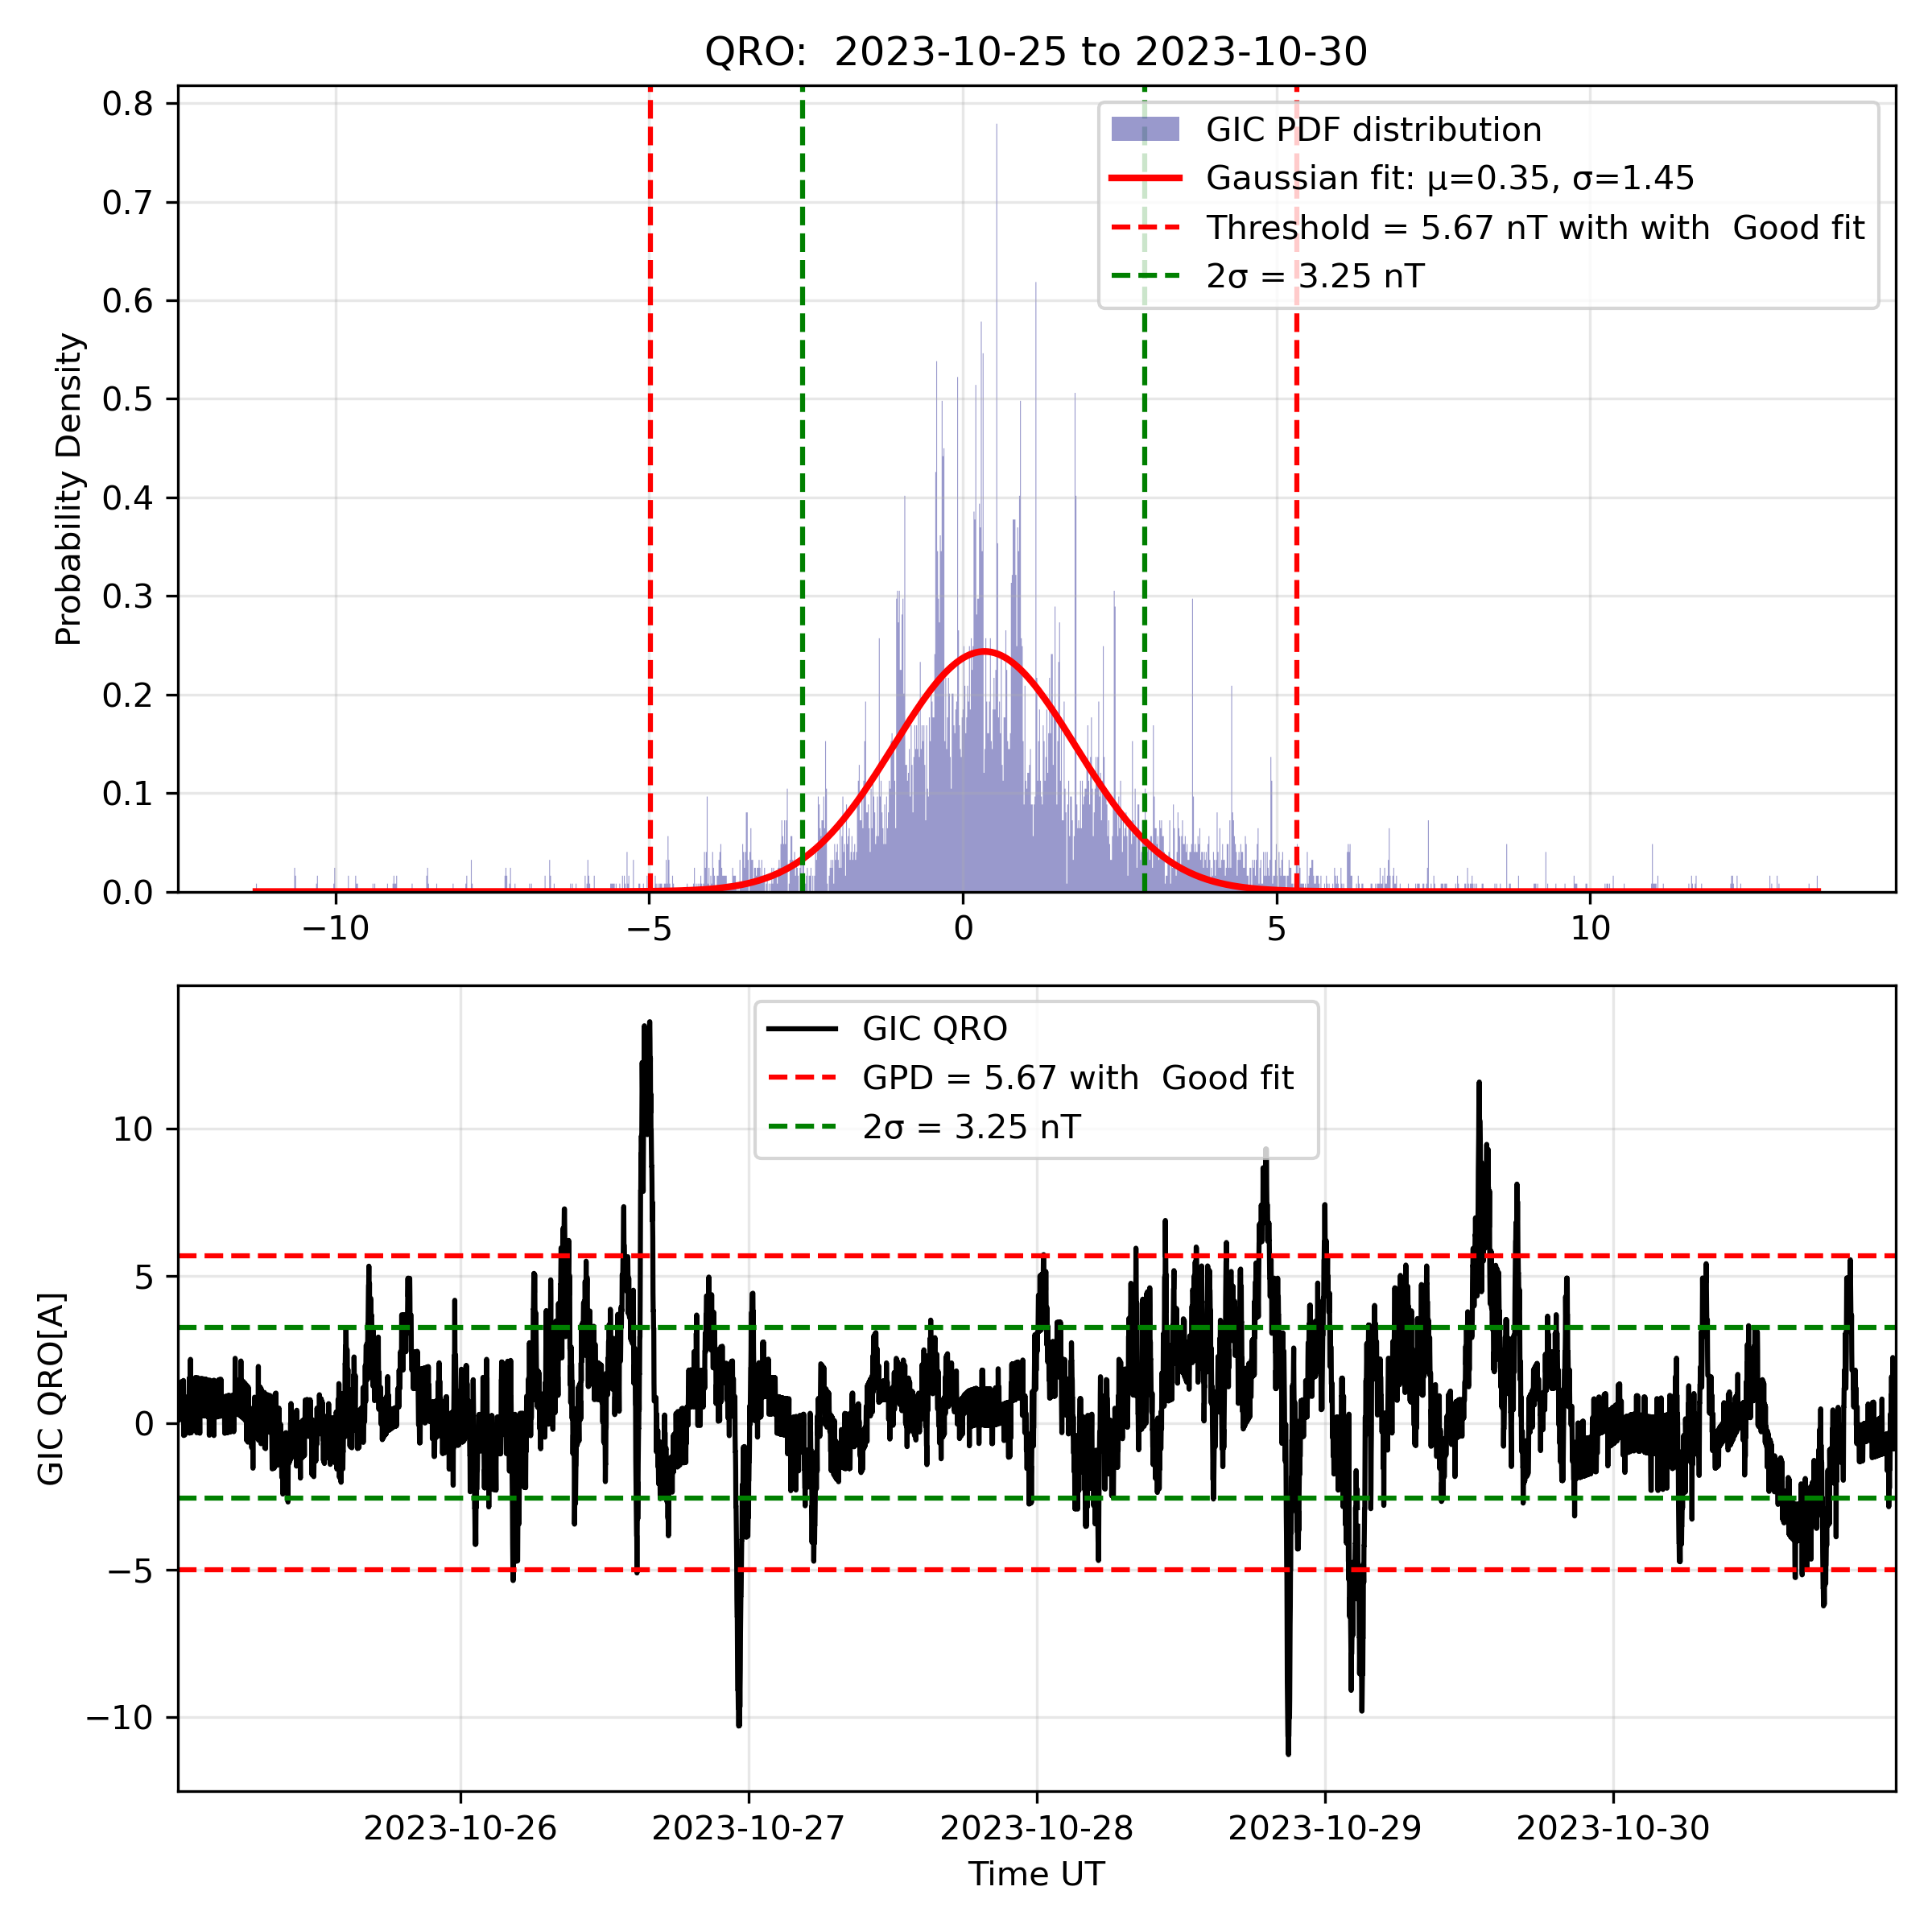 QRO:  2023-10-25 to 2023-10-30
0.8
0.7
0.6
0.5
0.4
0.3
0.2
0.1
0.0
Probability Density
GIC PDF distribution
Gaussian fit: μ=0.35, σ=1.45
Threshold = 5.67 nT with with  Good fit
2σ = 3.25 nT
−10
−5
0
5
10
GIC QRO
GPD = 5.67 with  Good fit
2σ = 3.25 nT
10
5
0
−5
−10
GIC QRO[A]
2023-10-26
2023-10-27
2023-10-28
2023-10-29
2023-10-30
Time UT